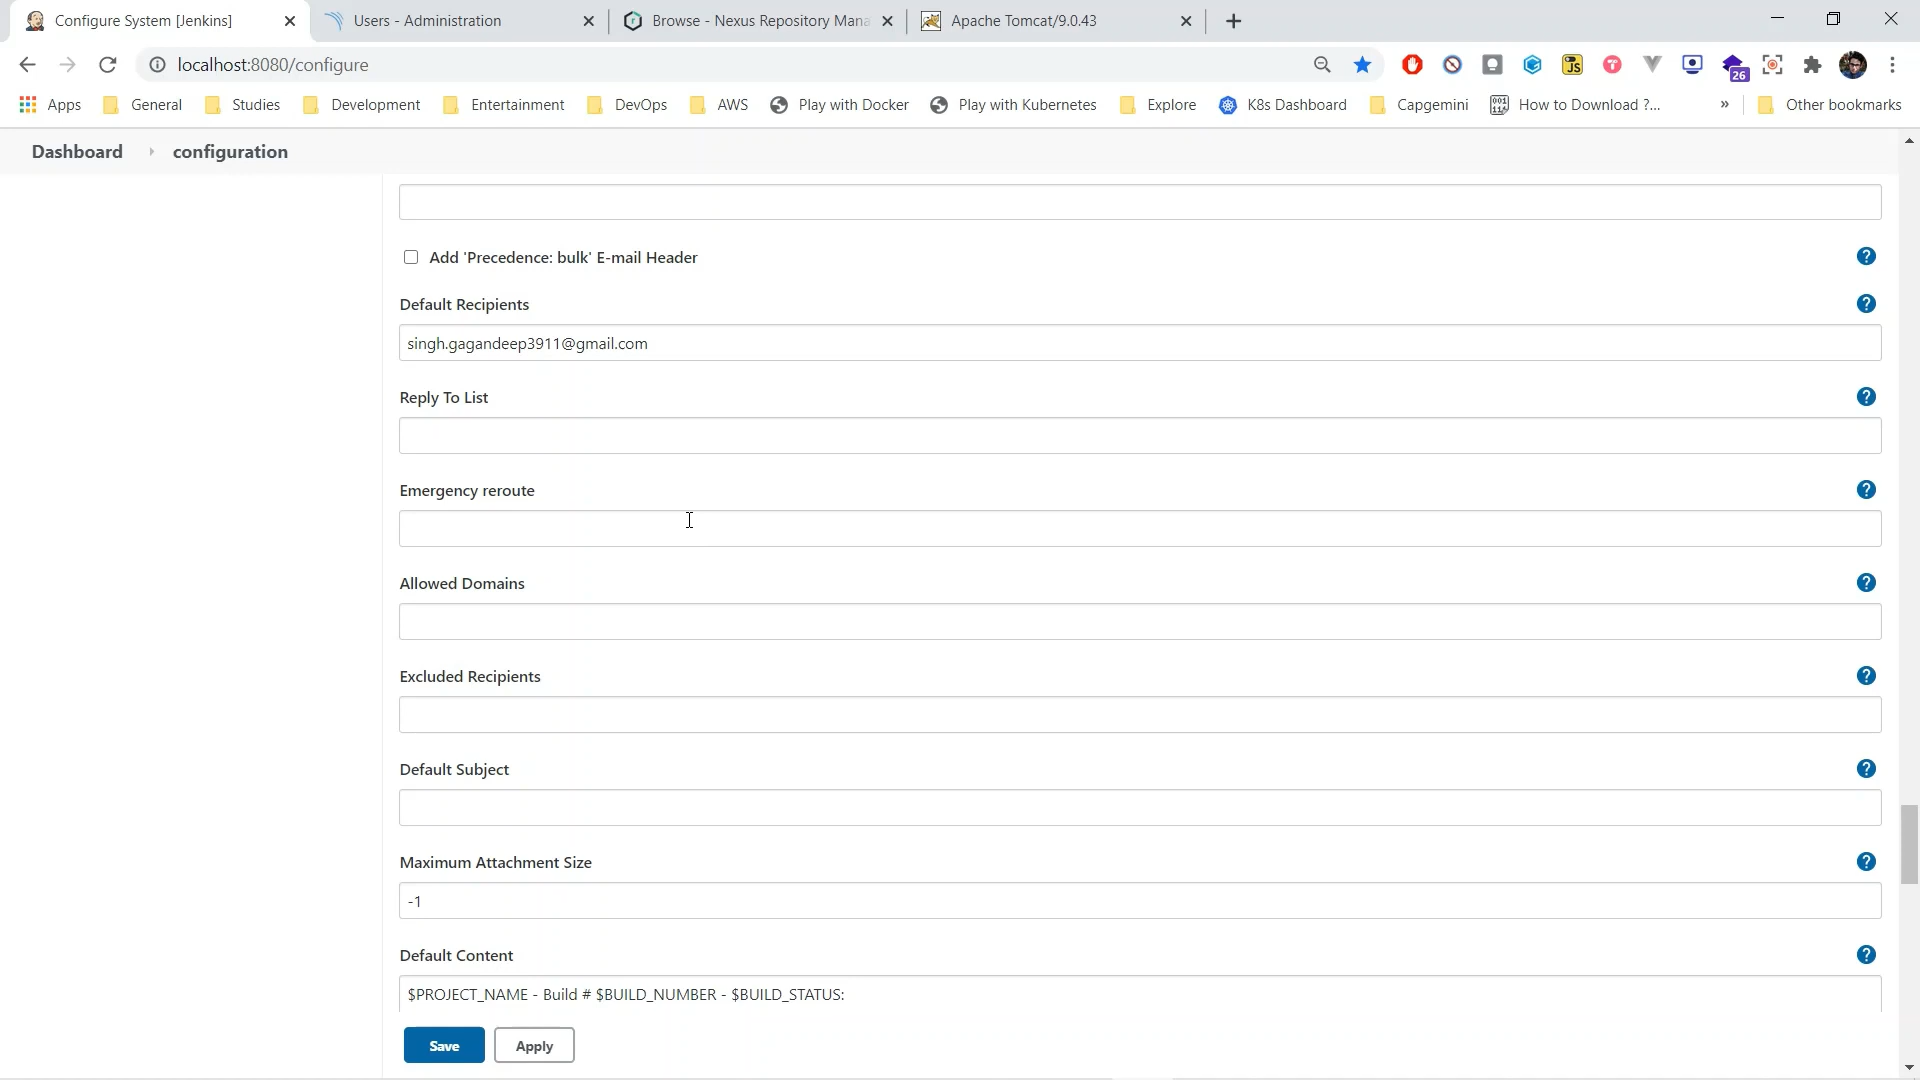 Configure System [Jenkins]
Users - Administration
Browse - Nexus Repository Mana
Apache Tomcat/9.0.43
localhost:8080/configure
JS
T
26
Apps
General
Studies
Development
Entertainment
DevOps
AWS
Play with Docker
Play with Kubernetes
Explore
K8s Dashboard
Capgemini
How to Download ?...
»
Other bookmarks
Dashboard
configuration
Add 'Precedence: bulk' E-mail Header
?
Default Recipients
?
singh.gagandeep3911@gmail.com
Reply To List
?
Emergency reroute
?
Allowed Domains
?
Excluded Recipients
?
Default Subject
?
Maximum Attachment Size
?
-1
Default Content
?
$PROJECT_NAME - Build # $BUILD_NUMBER - $BUILD_STATUS:
Save
Apply